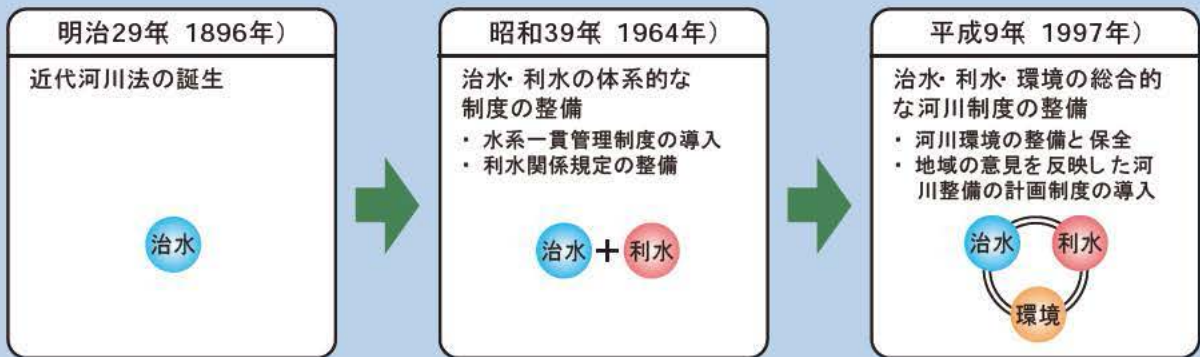 明治29年 1896年）
近代河川法の誕生
治水
昭和39年 1964年）
治水・利水の体系的な
制度の整備
・ 水系一貫管理制度の導入
・ 利水関係規定の整備
治水+利水
平成9年 1997年）
治水・利水・環境の総合的
な河川制度の整備
・ 河川環境の整備と保全
・ 地域の意見を反映した河
川整備の計画制度の導入
治水 利水
環境